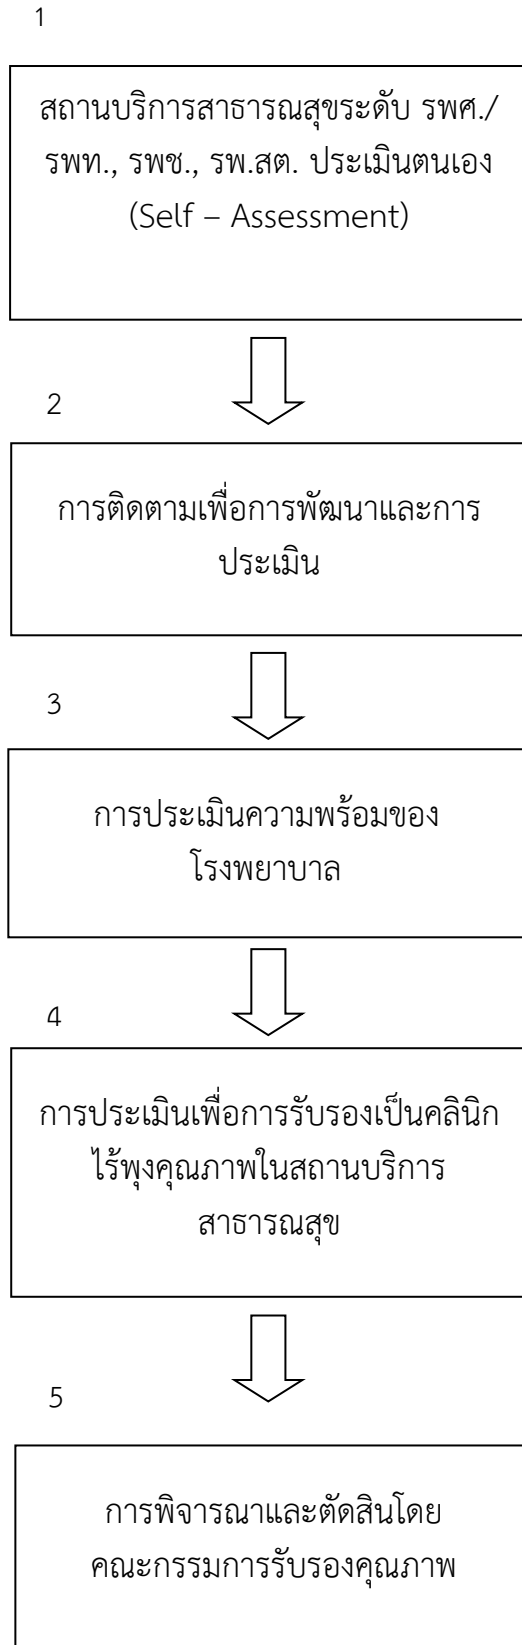 1
สถานบริการสาธารณสุขระดับ รพศ./
รพท., รพช., รพ.สต. ประเมินตนเอง
(Self – Assessment)
2
การติดตามเพื่อการพัฒนาและการ
ประเมิน
3
การประเมินความพร้อมของ
โรงพยาบาล
4
การประเมินเพื่อการรับรองเป็นคลินิก
ไร้พุงคุณภาพในสถานบริการ
สาธารณสุข
5
การพิจารณาและตัดสินโดย
คณะกรรมการรับรองคุณภาพ